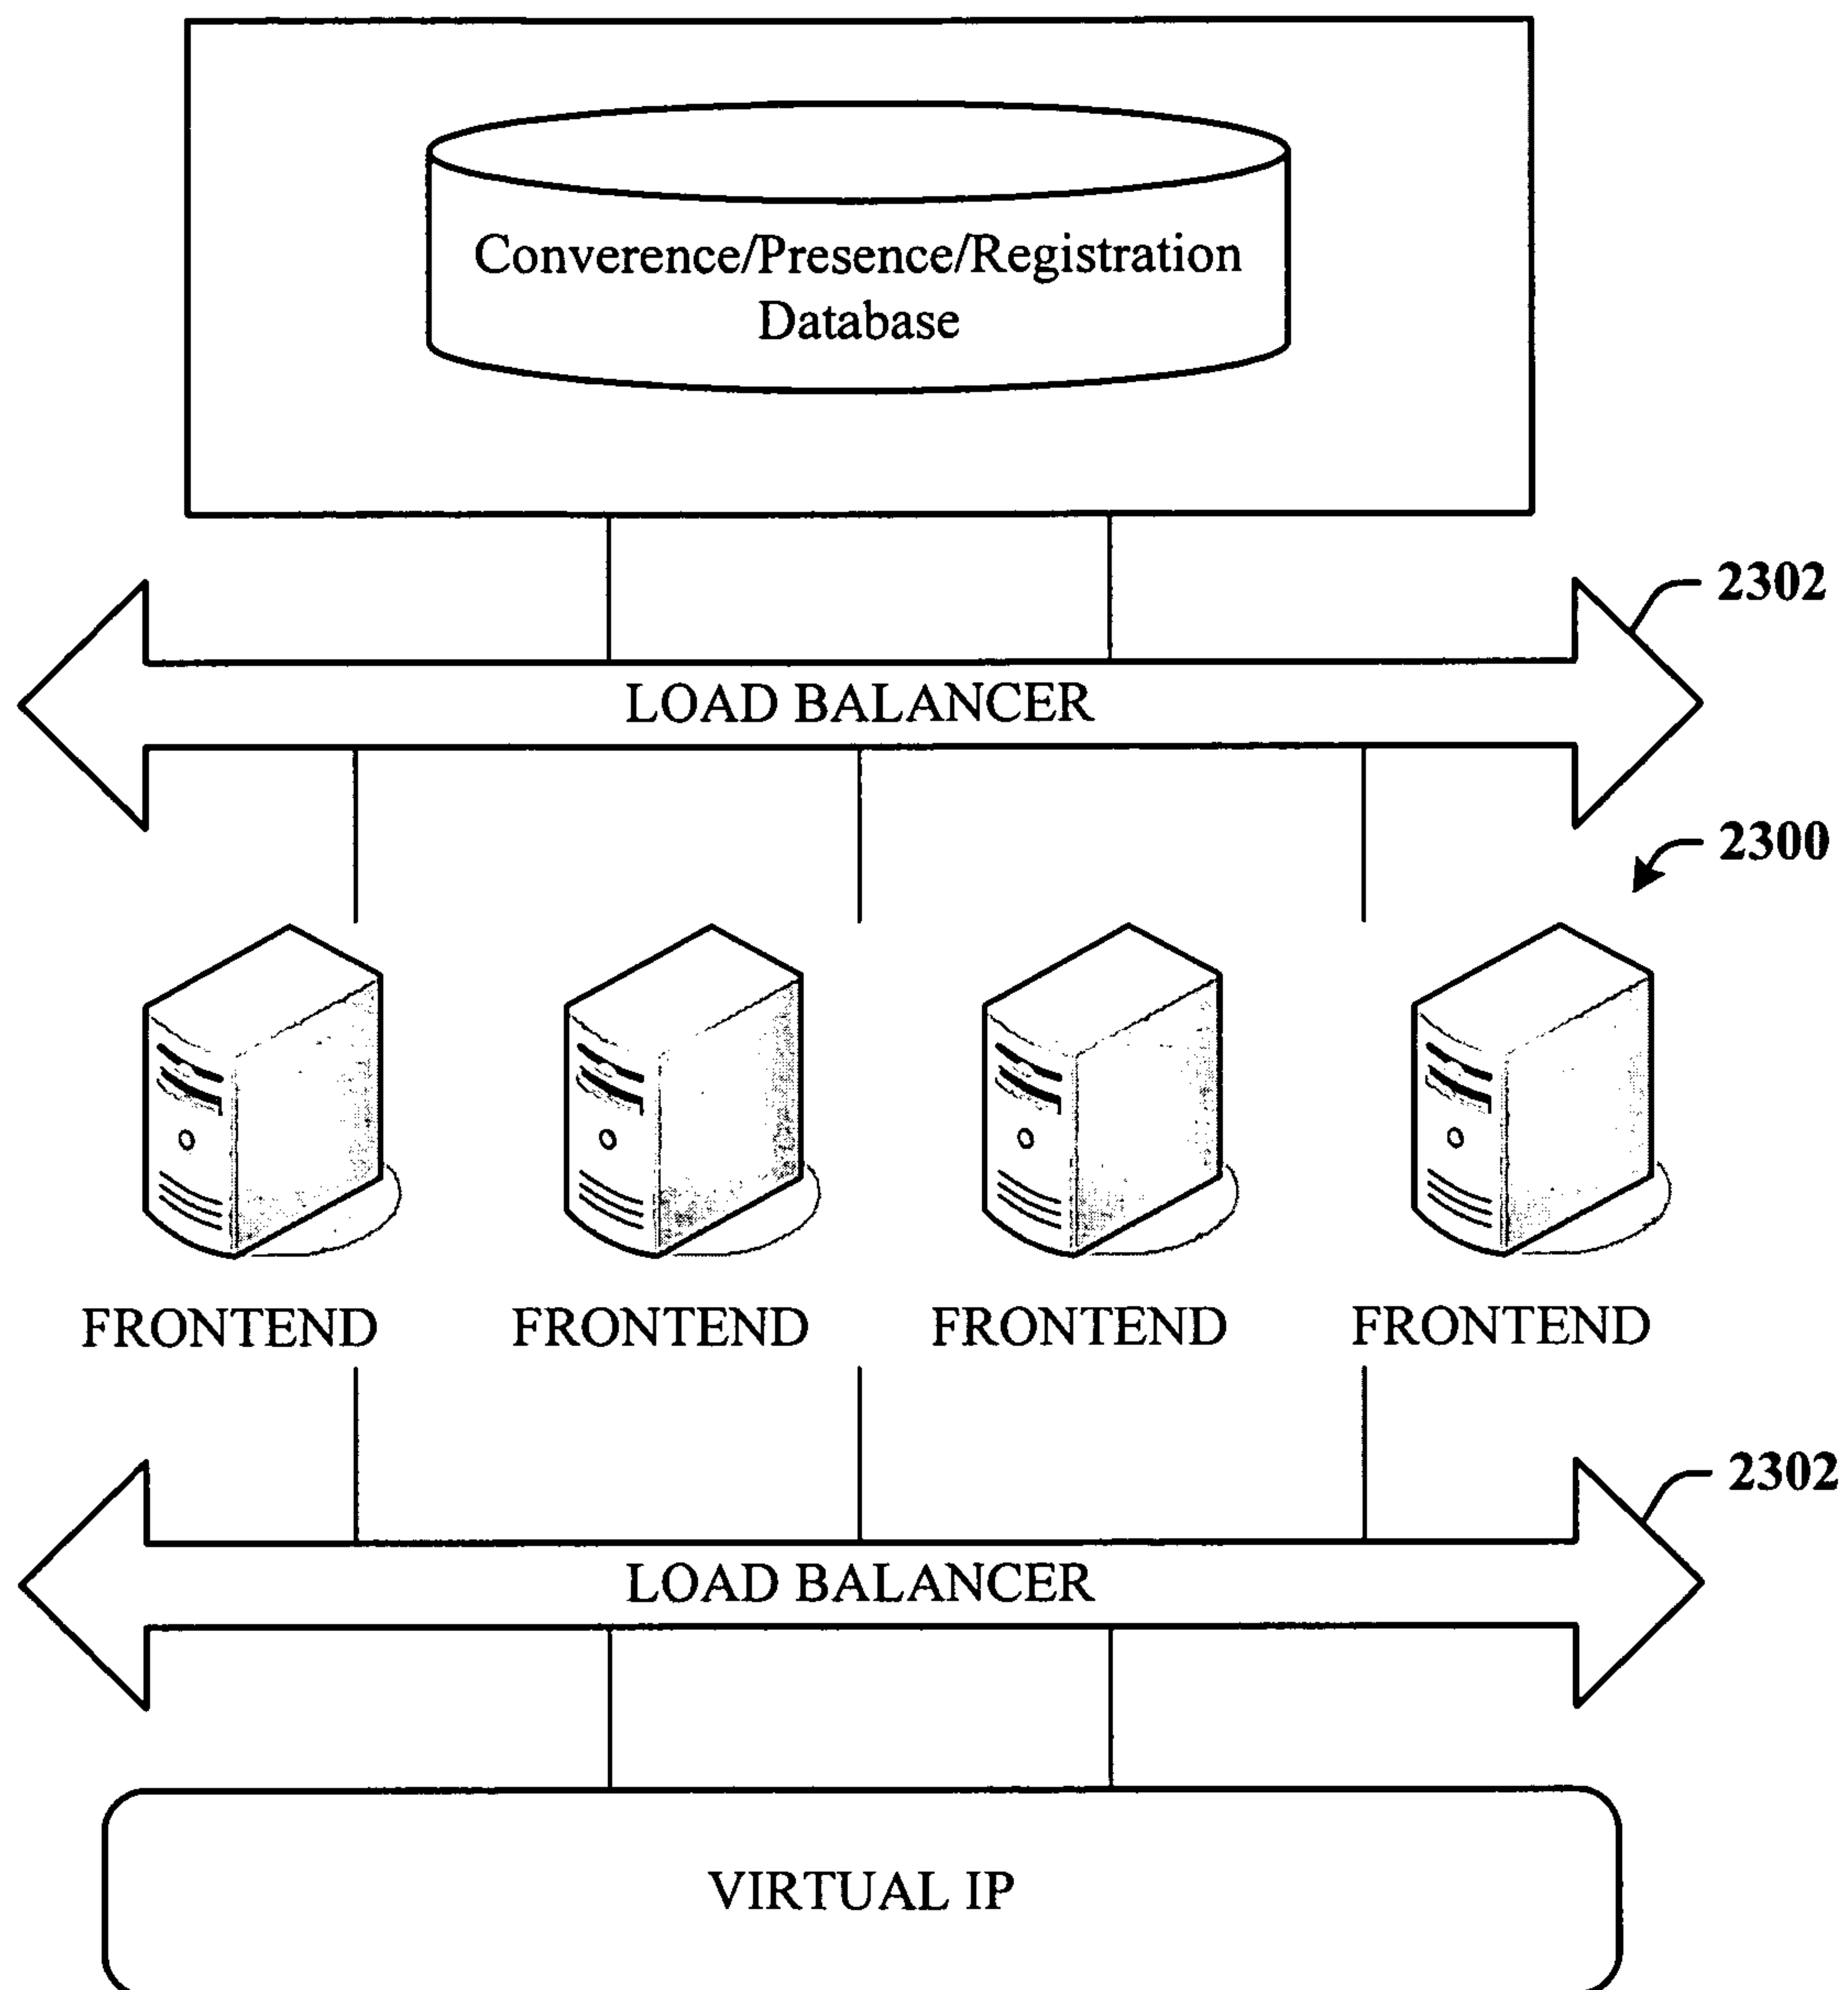 Converence/Presence/Registration
Database
2302
LOAD BALANCER
2300
FRONTEND FRONTEND FRONTEND FRONTEND
2302
LOAD BALANCER
VIRTUAL IP